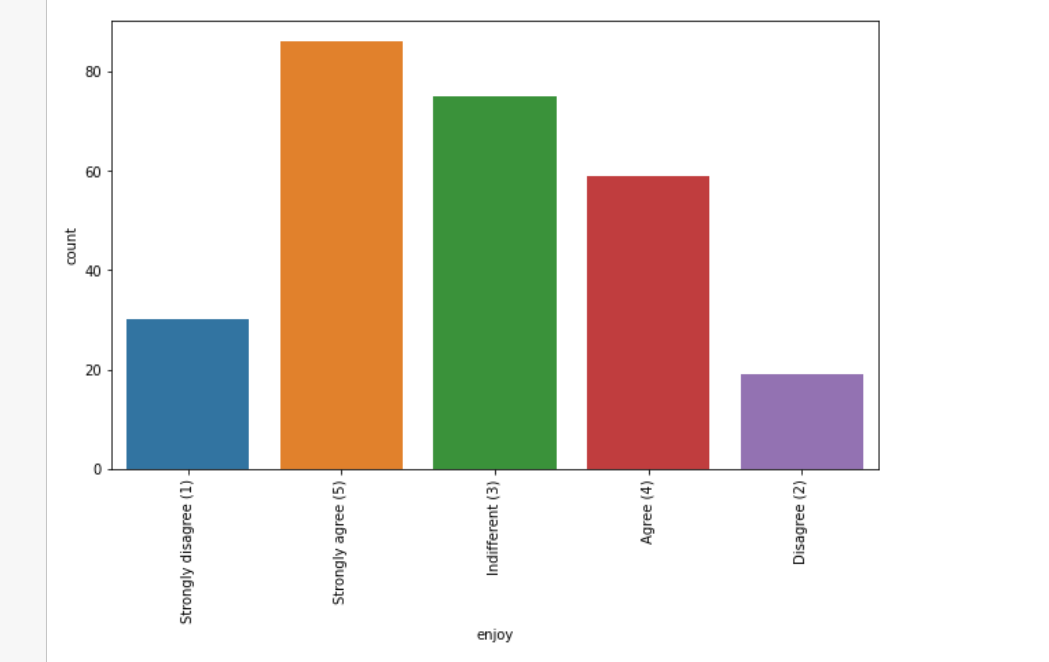 80
60
40
20
0
count
Strongly disagree (1)
Strongly agree (5)
Indifferent (3)
Agree (4)
Disagree (2)
enjoy